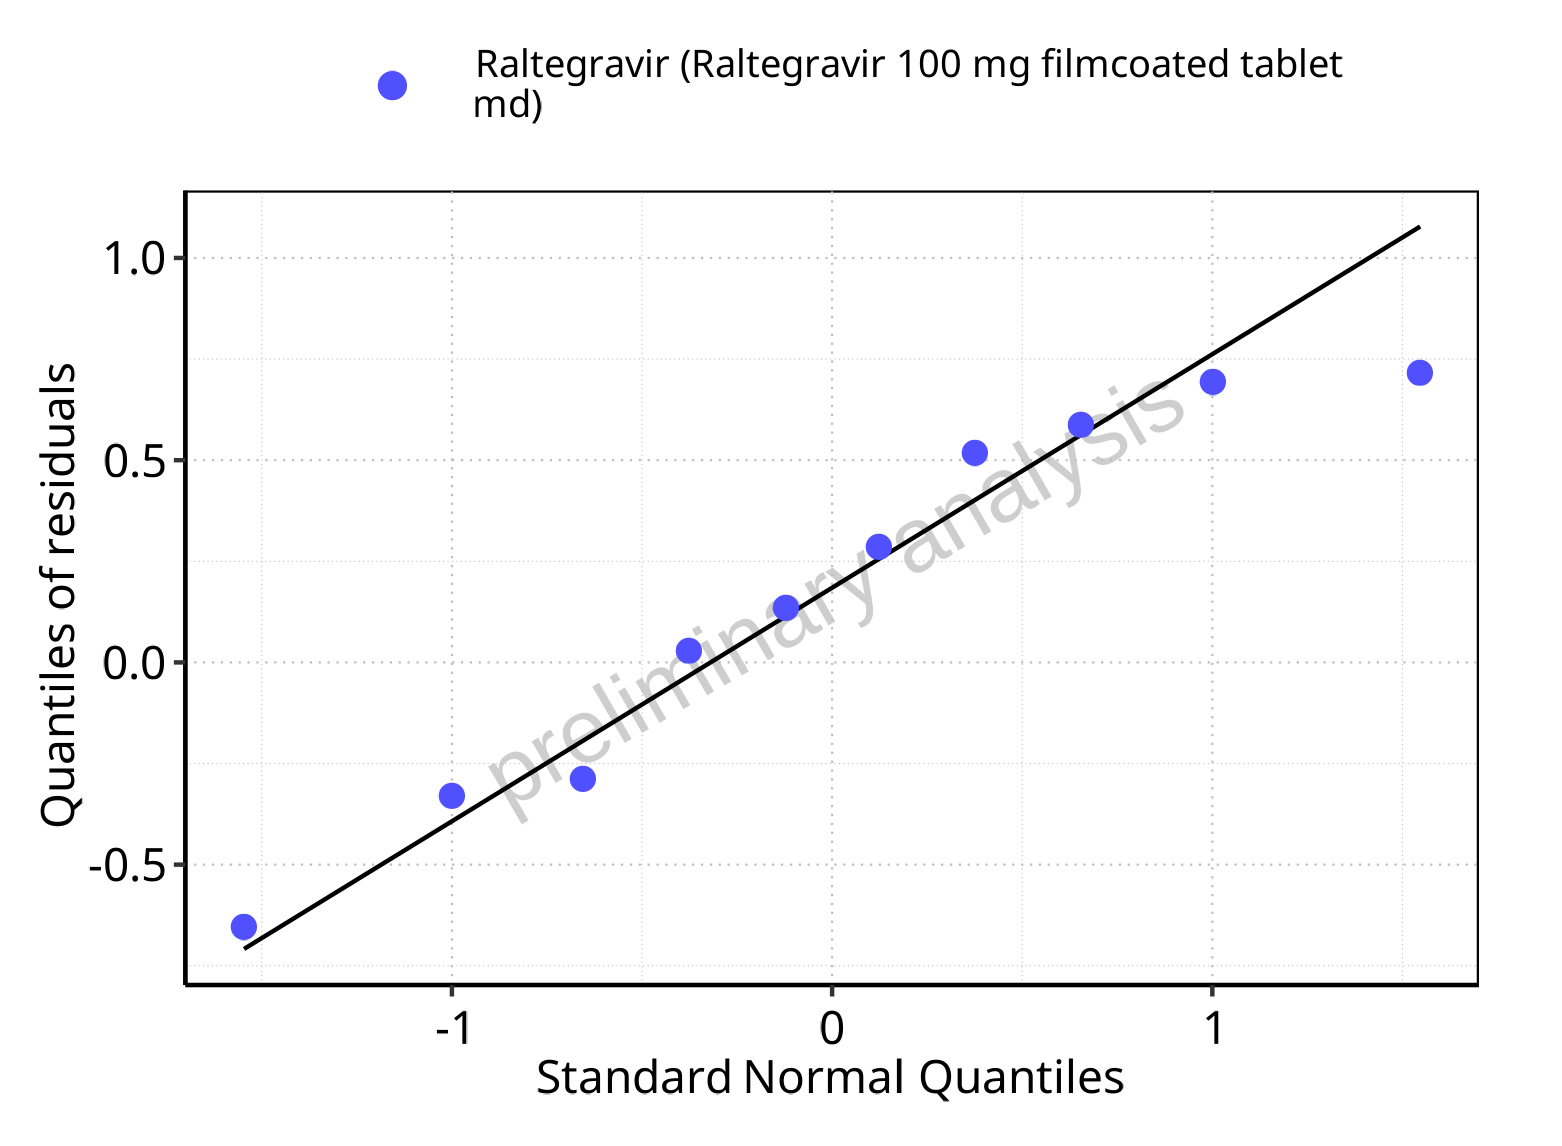 Raltegravir (Raltegravir 100 mg filmcoated tablet
md)
1.0
0.5
0.0
-0.5
Quantiles of residuals
preliminary analysis
-1 0 1
Standard Normal Quantiles